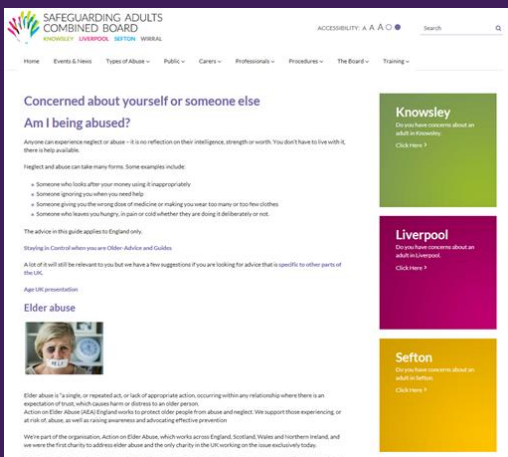 SAFEGUARDING ADULTS
COMBINED BOARD
KNOWSLEY LIVERPOOL SEFTON WIRRAL
ACCESSIBILITY: A A A
Search
Home Events & News Types of Abuse Public Carers Professionals Procedures The Board Training
Concerned about yourself or someone else
Am I being abused?
Anyone can experience neglect or abuse – it is no reflection on their intelligence, strength or worth. You don't have to live with it,
there is help available.
Neglect and abuse can take many forms. Some examples include:
» Someone who looks after your money using it inappropriately
» Someone ignoring you when you need help
» Someone giving you the wrong dose of medicine or making you wear too many or too few clothes
» Someone who leaves you hungry, in pain or cold whether they are doing it deliberately or not.
The advice in this guide applies to England only.
Staying in Control when you are Older-Advice and Guides
A lot of it will still be relevant to you but we have a few suggestions if you are looking for advice that is specific to other parts of
the UK.
Age UK presentation
Elder abuse
HELP
Elder abuse is "a single, or repeated act, or lack of appropriate action, occurring within any relationship where there is an
expectation of trust, which causes harm or distress to an older person.
Action on Elder Abuse (AEA) England works to protect older people from abuse and neglect. We support those experiencing, or
at risk of, abuse, as well as raising awareness and advocating effective prevention
We're part of the organisation, Action on Elder Abuse, which works across England, Scotland, Wales and Northern Ireland, and
we were the first charity to address elder abuse and the only charity in the UK working on the issue exclusively today.
Knowsley
Do you have concerns about an
adult in Knowsley.
Click Here >
Liverpool
Do you have concerns about an
adult in Liverpool.
Click Here >
Sefton
Do you have concerns about an
adult in Sefton.
Click Here >